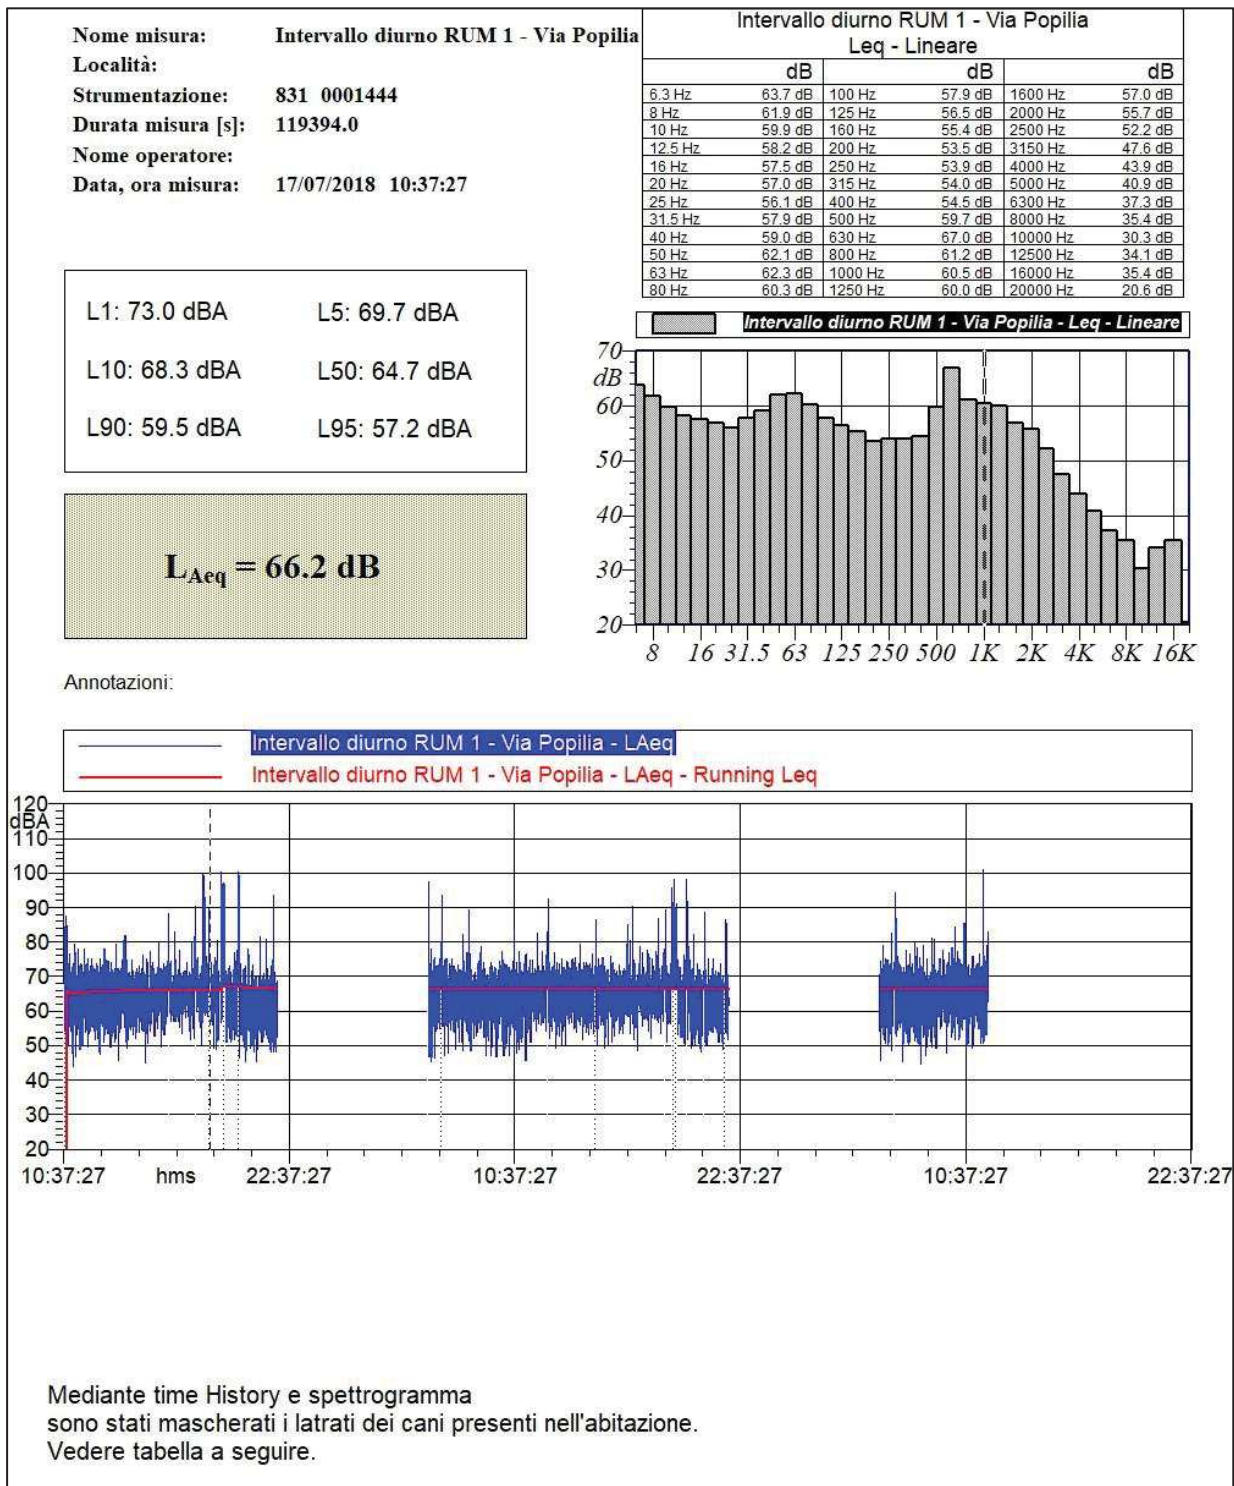 Nome misura: Intervallo diurno RUM 1 - Via Popilia
Località:
Strumentazione: 831 0001444
Durata misura [s]: 119394.0
Nome operatore:
Data, ora misura: 17/07/2018 10:37:27
Intervallo diurno RUM 1 - Via Popilia
Leq - Lineare
dB dB dB
6.3 Hz 63.7 dB 100 Hz 57.9 dB 1600 Hz 57.0 dB
8 Hz 61.9 dB 125 Hz 56.5 dB 2000 Hz 55.7 dB
10 Hz 59.9 dB 160 Hz 55.4 dB 2500 Hz 52.2 dB
12.5 Hz 58.2 dB 200 Hz 53.5 dB 3150 Hz 47.6 dB
16 Hz 57.5 dB 250 Hz 53.9 dB 4000 Hz 43.9 dB
20 Hz 57.0 dB 315 Hz 54.0 dB 5000 Hz 40.9 dB
25 Hz 56.1 dB 400 Hz 54.5 dB 6300 Hz 37.3 dB
31.5 Hz 57.9 dB 500 Hz 59.7 dB 8000 Hz 35.4 dB
40 Hz 59.0 dB 630 Hz 67.0 dB 10000 Hz 30.3 dB
50 Hz 62.1 dB 800 Hz 61.2 dB 12500 Hz 34.1 dB
63 Hz 62.3 dB 1000 Hz 60.5 dB 16000 Hz 35.4 dB
80 Hz 60.3 dB 1250 Hz 60.0 dB 20000 Hz 20.6 dB
L1: 73.0 dBA L5: 69.7 dBA
L10: 68.3 dBA L50: 64.7 dBA
L90: 59.5 dBA L95: 57.2 dBA
LAeq = 66.2 dB
Intervallo diurno RUM 1 - Via Popilia - Leq - Lineare
70
dB
60
50
40
30
20
8 16 31.5 63 125 250 500 1K 2K 4K 8K 16K
Annotazioni:
Intervallo diurno RUM 1 - Via Popilia - LAeq
Intervallo diurno RUM 1 - Via Popilia - LAeq - Running Leq
120
dBA
110
100
90
80
70
60
50
40
30
20
10:37:27 hms 22:37:27 10:37:27 22:37:27 10:37:27 22:37:27
Mediante time History e spettrogramma
sono stati mascherati i latrati dei cani presenti nell'abitazione.
Vedere tabella a seguire.